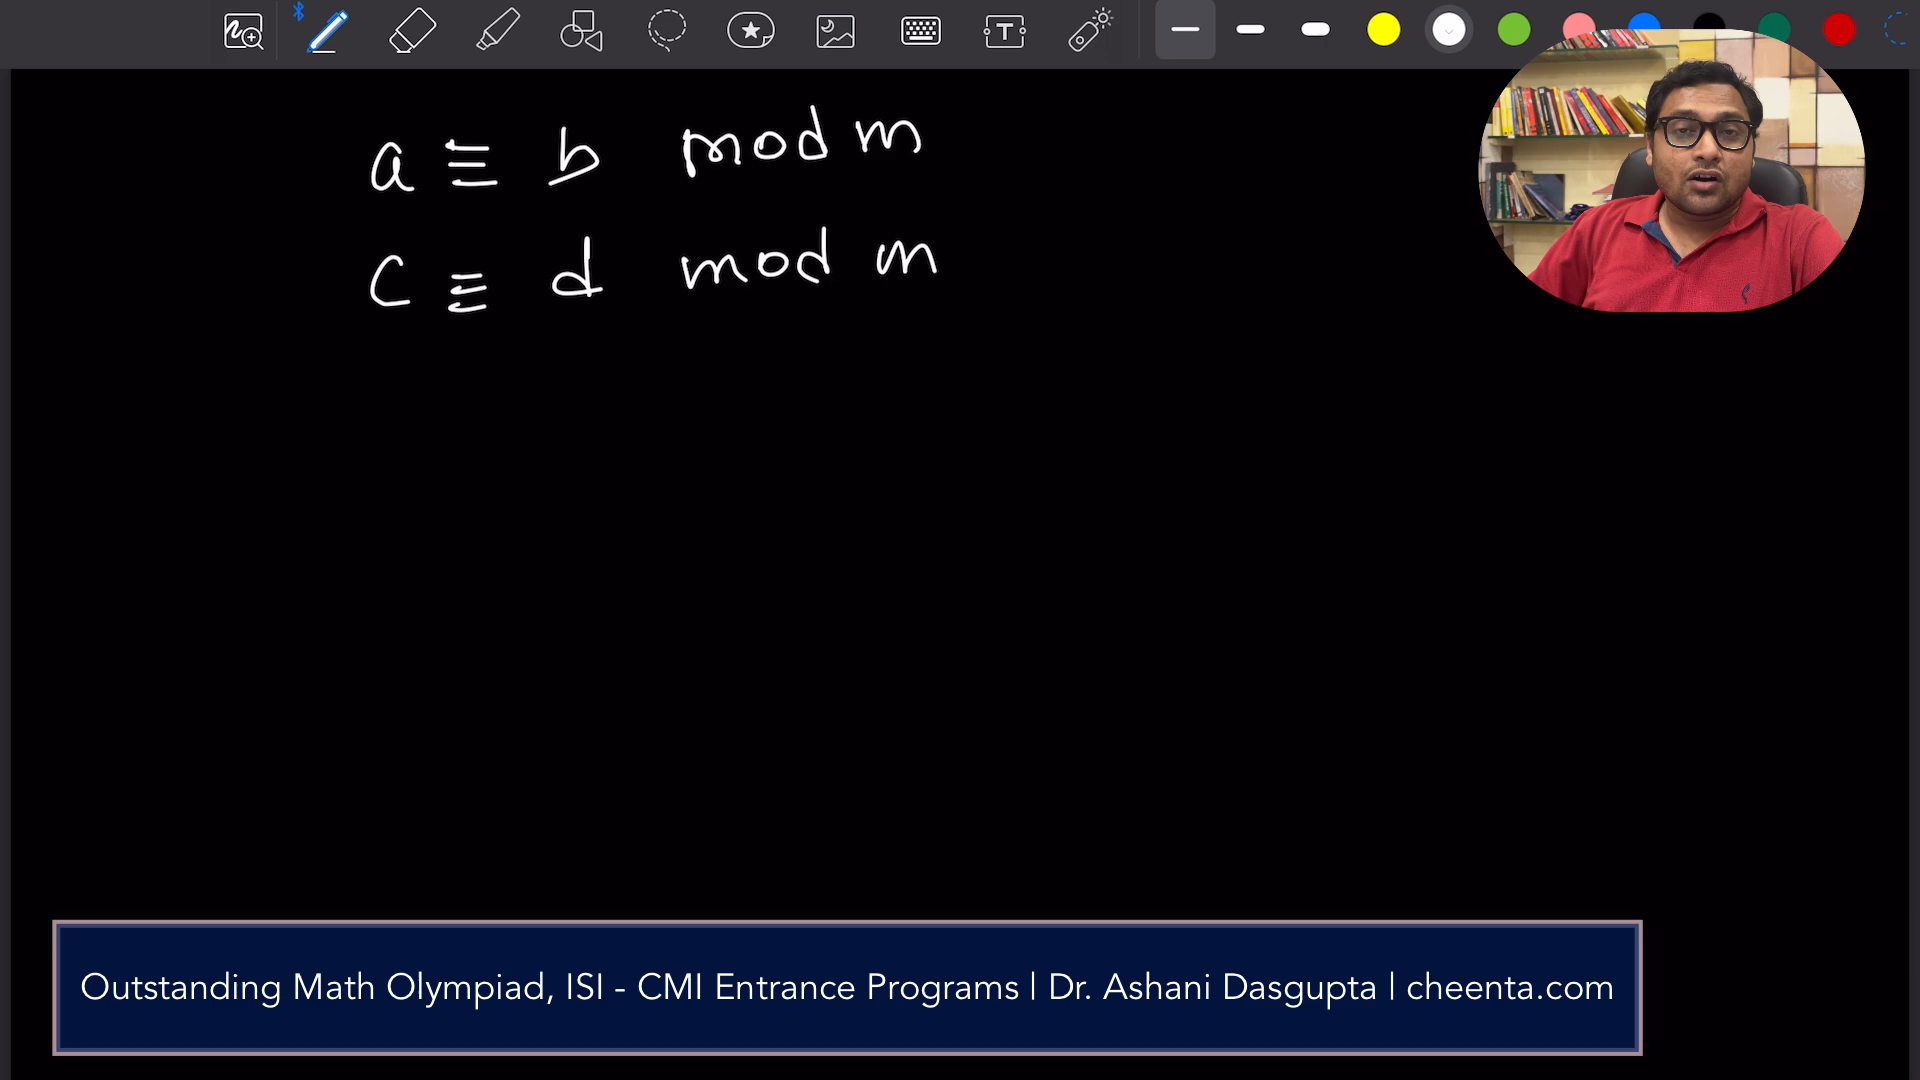 a ≡ b mod m
c ≡ d mod m
Outstanding Math Olympiad, ISI - CMI Entrance Programs | Dr. Ashani Dasgupta | cheenta.com